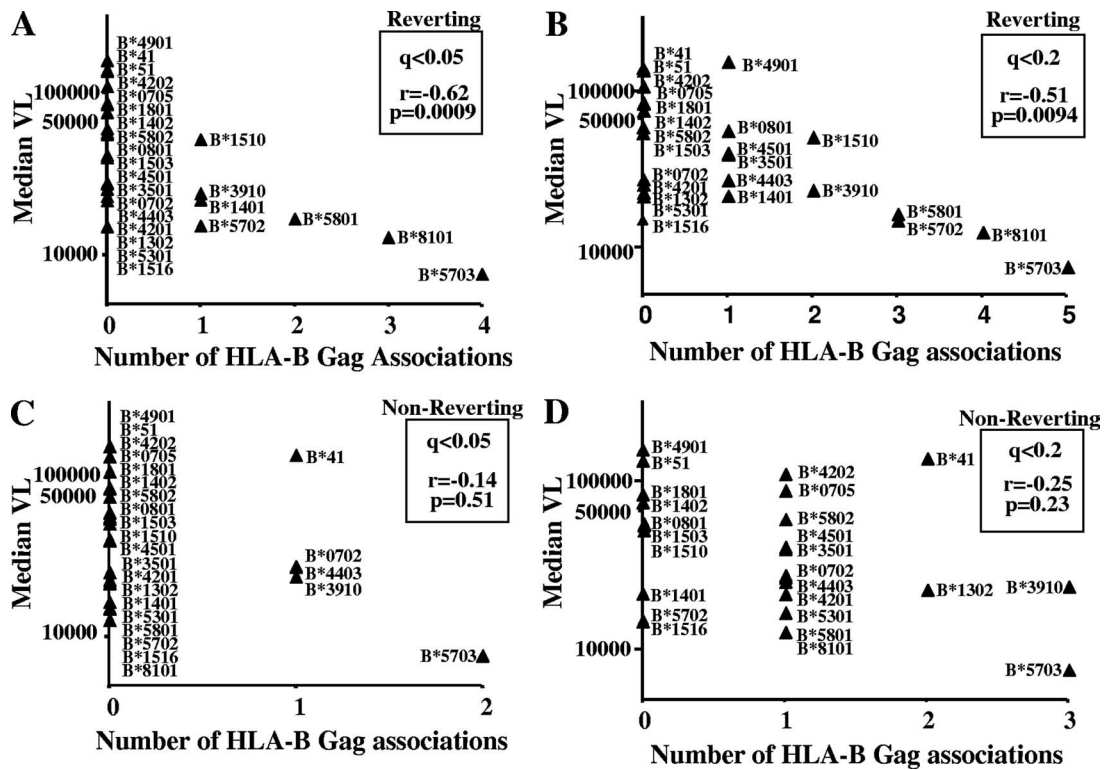 A
Reverting
q<0.05
r=-0.62
p=0.0009
Median VL
100000
50000
10000
B*4901
B*41
B*51
B*4202
B*0705
B*1801
B*1402
B*5802
B*0801
B*1503
B*4501
B*3501
B*0702
B*4403
B*4201
B*1302
B*5301
B*1516
B*1510
B*3910
B*1401
B*5702
B*5801
B*8101
B*5703
0 1 2 3 4
Number of HLA-B Gag Associations
B
Reverting
q<0.2
r=-0.51
p=0.0094
Median VL
100000
50000
10000
B*41
B*51
B*4202
B*0705
B*1801
B*1402
B*5802
B*1503
B*0702
B*4201
B*1302
B*5301
B*1516
B*4901
B*0801
B*4501
B*3501
B*4403
B*1401
B*1510
B*3910
B*5801
B*5702
B*8101
B*5703
0 1 2 3 4 5
Number of HLA-B Gag associations
C
Non-Reverting
q<0.05
r=-0.14
p=0.51
Median VL
100000
50000
10000
B*4901
B*51
B*4202
B*0705
B*1801
B*1402
B*5802
B*0801
B*1503
B*1510
B*4501
B*3501
B*4201
B*1302
B*1401
B*5301
B*5801
B*5702
B*1516
B*8101
B*41
B*0702
B*4403
B*3910
B*5703
0 1 2
Number of HLA-B Gag associations
D
Non-Reverting
q<0.2
r=-0.25
p=0.23
Median VL
100000
50000
10000
B*4901
B*51
B*1801
B*1402
B*0801
B*1503
B*1510
B*1401
B*5702
B*1516
B*4202
B*0705
B*5802
B*4501
B*3501
B*0702
B*4403
B*4201
B*5301
B*5801
B*8101
B*41
B*1302
B*3910
B*5703
0 1 2 3
Number of HLA-B Gag associations